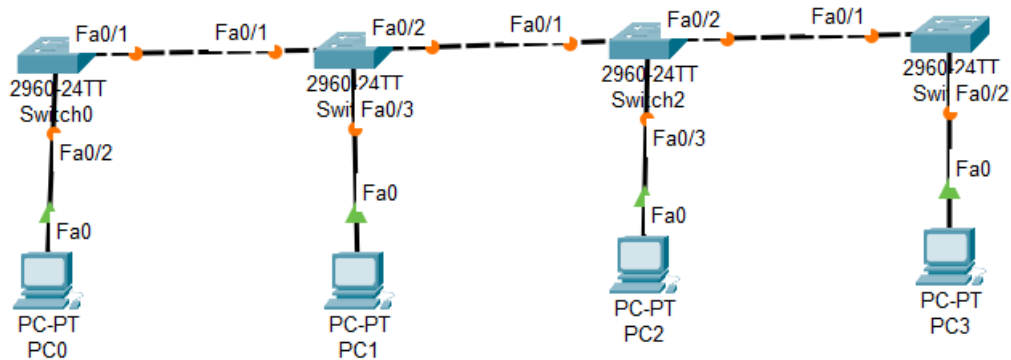 Fa0/1
Fa0/1
Fa0/2
Fa0/1
Fa0/2
Fa0/1
2960-24TT
Switch0
2960-24TT
2960-24TT
Switch2
2960-24TT
Fa0/2
Fa0/3
Fa0/3
Fa0/2
Fa0
Fa0
Fa0
Fa0
PC-PT
PC0
PC-PT
PC1
PC-PT
PC2
PC-PT
PC3